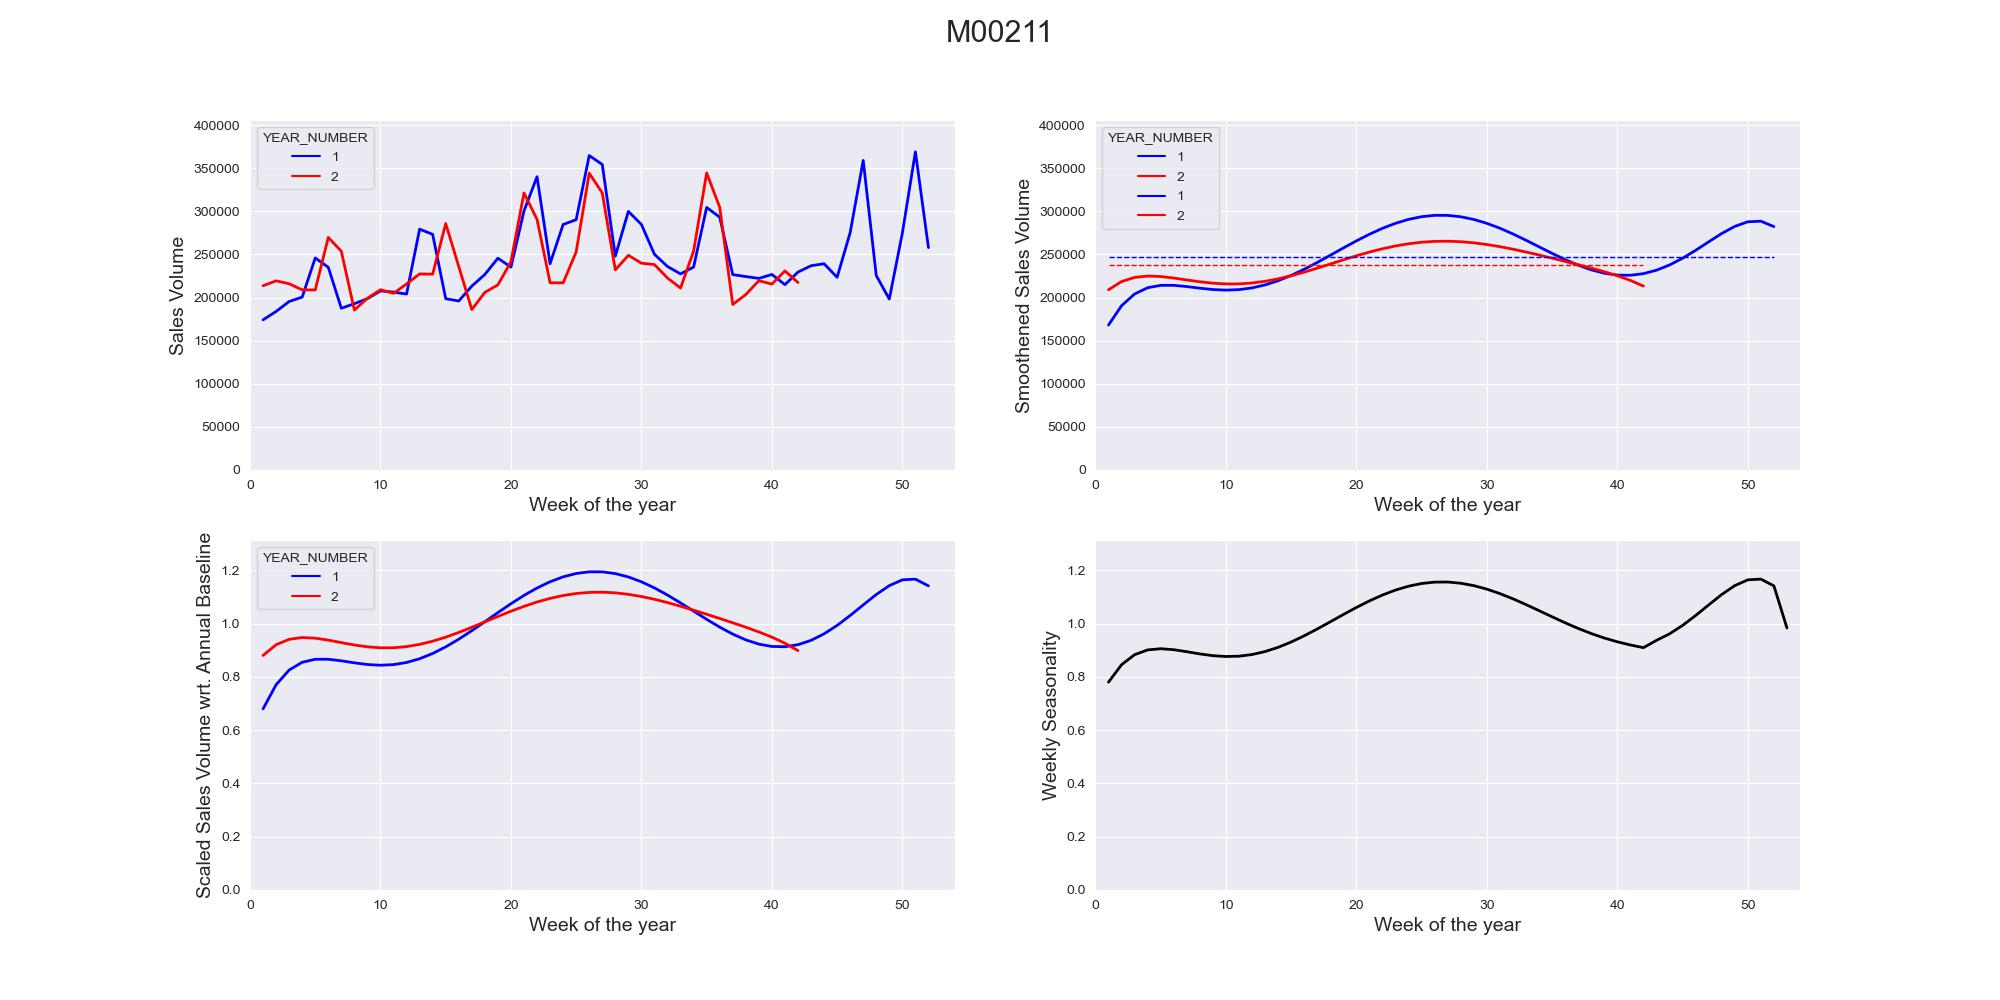 M00211
400000
350000
300000
250000
200000
150000
100000
50000
0
Sales Volume
YEAR_NUMBER
1
2
0 10 20 30 40 50
Week of the year
400000
350000
300000
250000
200000
150000
100000
50000
0
Smoothened Sales Volume
YEAR_NUMBER
1
2
1
2
0 10 20 30 40 50
Week of the year
1.2
1.0
0.8
0.6
0.4
0.2
0.0
Scaled Sales Volume wrt. Annual Baseline
YEAR_NUMBER
1
2
0 10 20 30 40 50
Week of the year
1.2
1.0
0.8
0.6
0.4
0.2
0.0
Weekly Seasonality
0 10 20 30 40 50
Week of the year